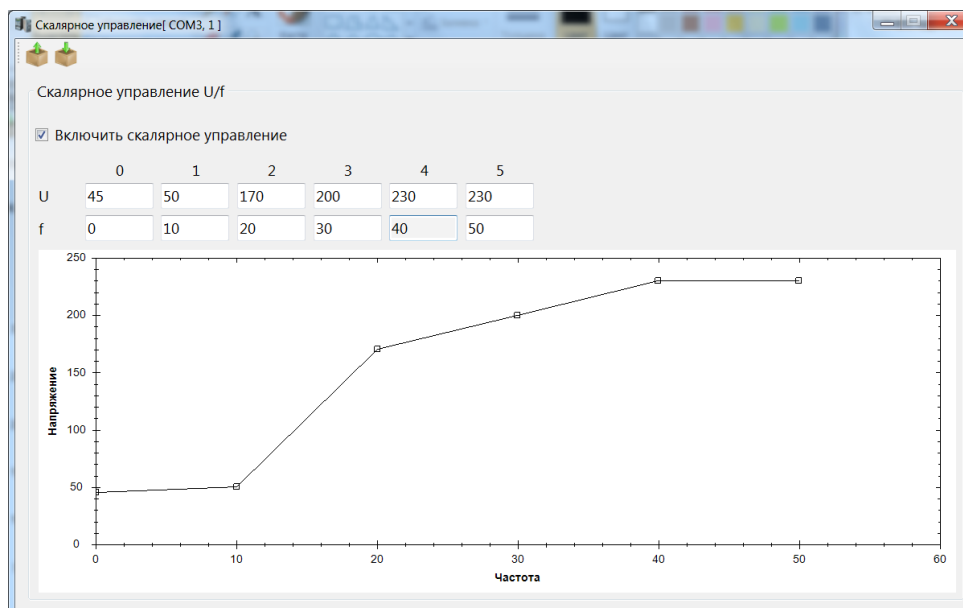 Скалярное управление[ COM3, 1 ]
Скалярное управление U/f
Включить скалярное управление
0 1 2 3 4 5
U 45 50 170 200 230 230
f 0 10 20 30 40 50
250
200
150
100
50
0
Напряжение
0 10 20 30 40 50 60
Частота